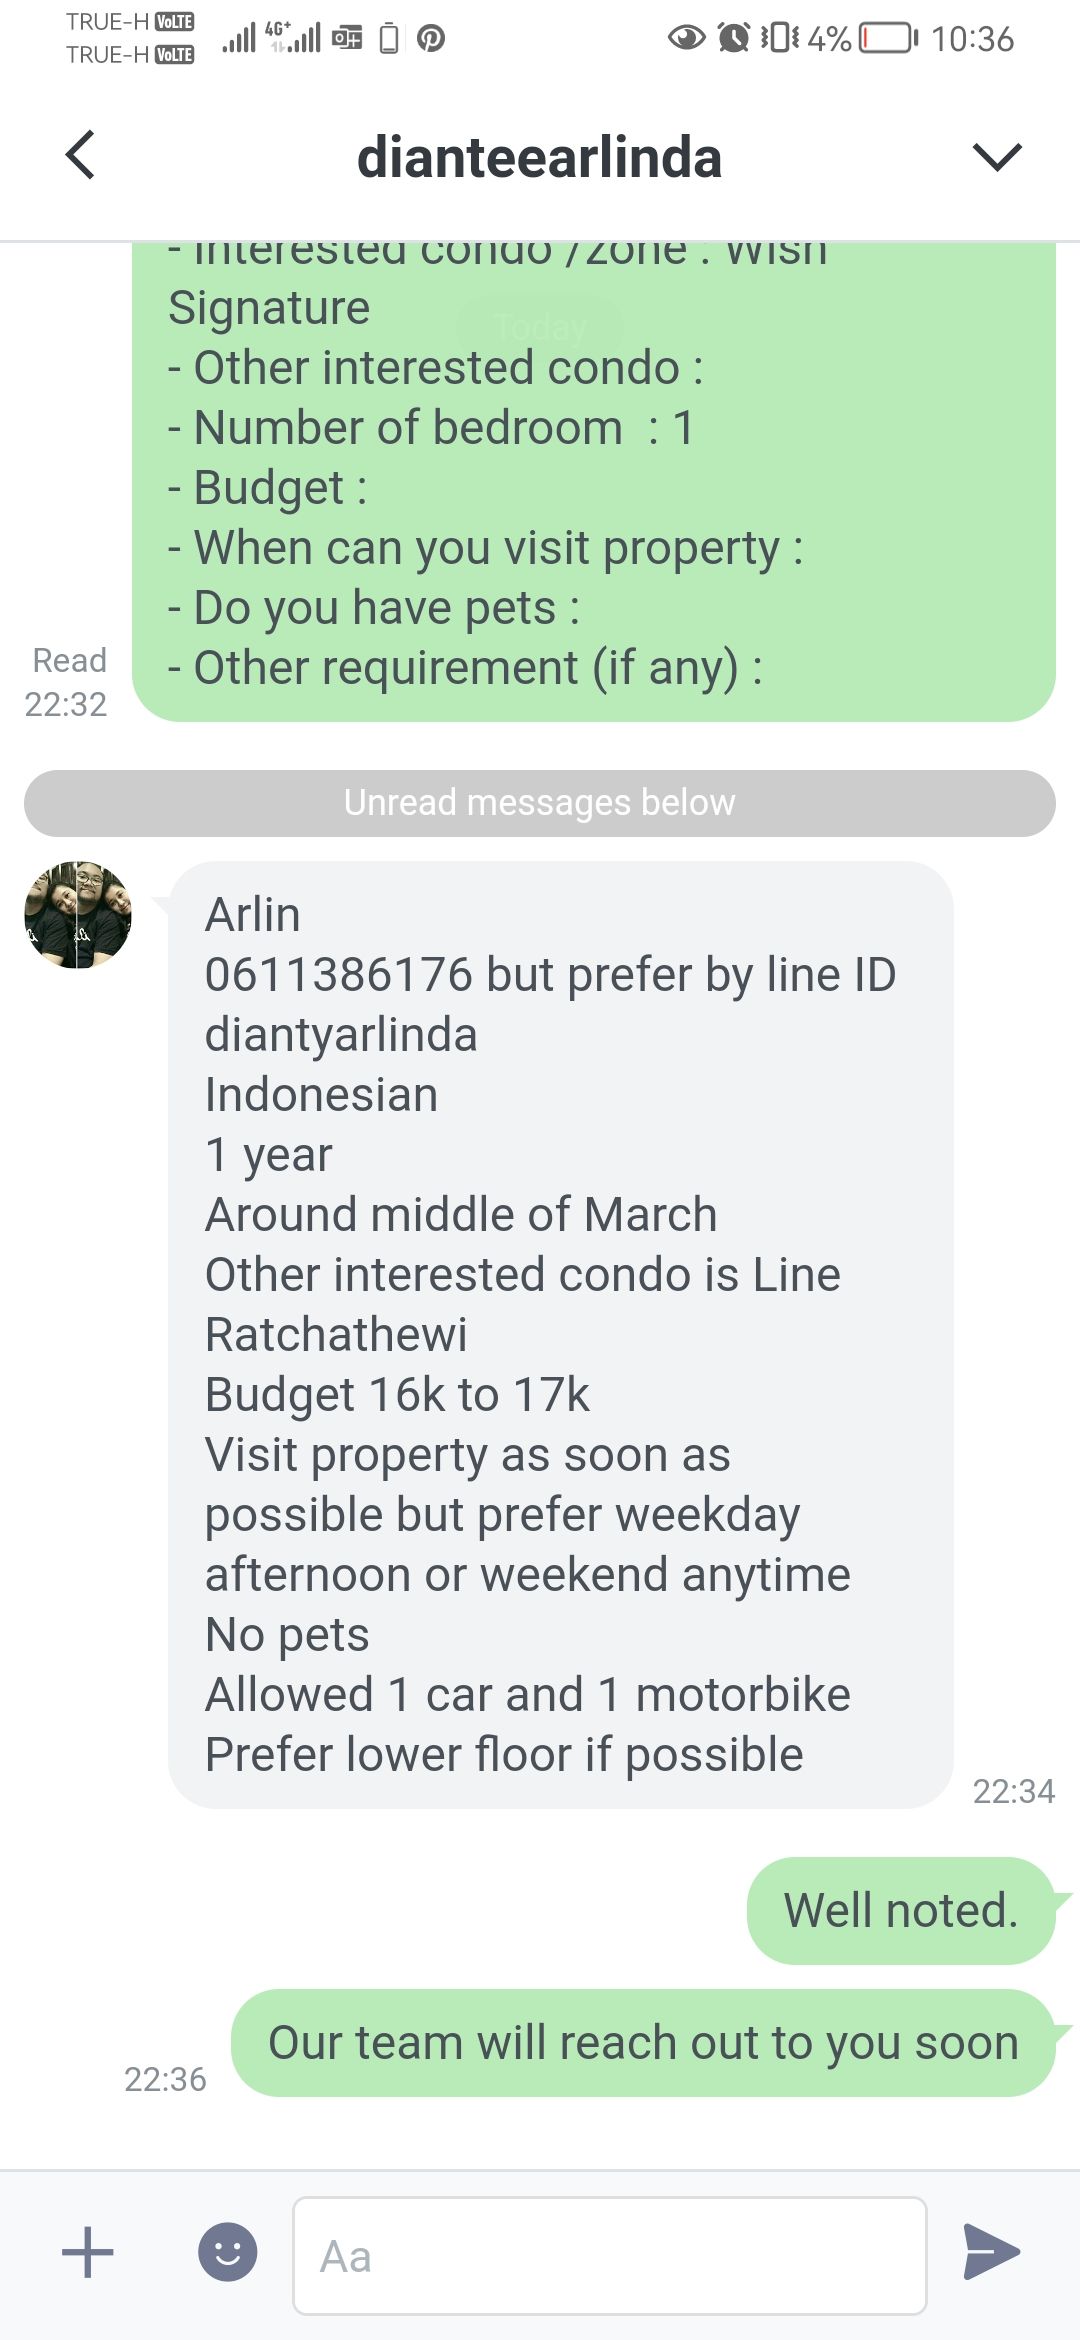 TRUE-H VoLTE
TRUE-H VoLTE
4G+
4%
10:36
dianteearlinda
- Interested condo /zone : Wish
Signature
Today
- Other interested condo :
- Number of bedroom : 1
- Budget :
- When can you visit property :
- Do you have pets :
- Other requirement (if any) :
Read
22:32
Unread messages below
Arlin
0611386176 but prefer by line ID
diantyarlinda
Indonesian
1 year
Around middle of March
Other interested condo is Line
Ratchathewi
Budget 16k to 17k
Visit property as soon as
possible but prefer weekday
afternoon or weekend anytime
No pets
Allowed 1 car and 1 motorbike
Prefer lower floor if possible
22:34
Well noted.
Our team will reach out to you soon
22:36
Aa